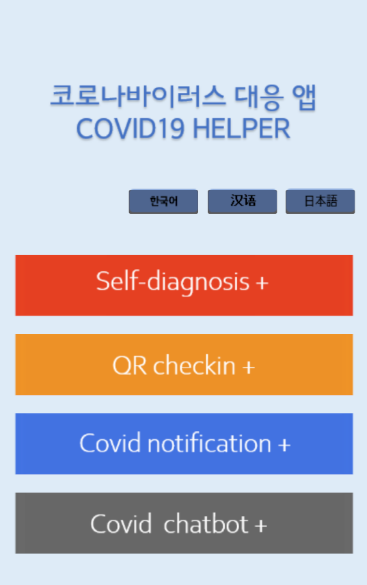 코로나바이러스 대응 앱
COVID19 HELPER
한국어 汉语 日本語
Self-diagnosis +
QR checkin +
Covid notification +
Covid chatbot +